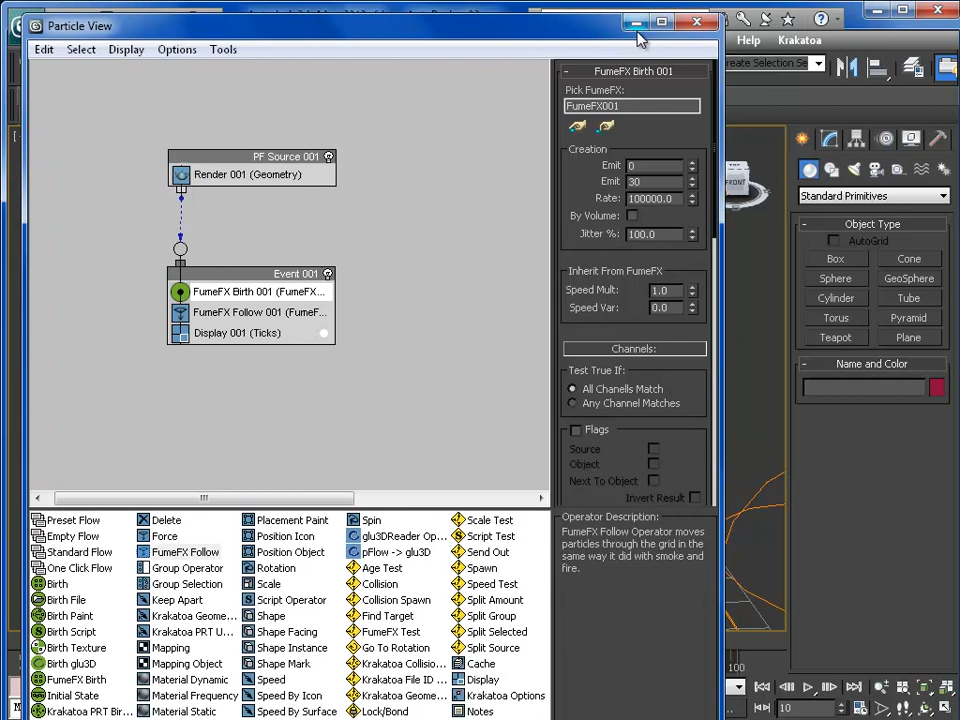 Particle View
Edit Select Display Options Tools
Help Krakatoa
Create Selection Se
PF Source 001
Render 001 (Geometry)
Event 001
FumeFX Birth 001 (FumeFX...
FumeFX Follow 001 (FumeF...
Display 001 (Ticks)
- FumeFX Birth 001
Pick FumeFX:
FumeFX001
Creation
Emit 0
Emit 30
Rate: 100000.0
By Volume:
Jitter %: 100.0
Inherit From FumeFX
Speed Mult: 1.0
Speed Var: 0.0
Channels:
Test True If:
All Chanells Match
Any Channel Matches
Flags
Source
Object
Next To Object
Invert Result
FRONT
Standard Primitives
- Object Type
AutoGrid
Box Cone
Sphere GeoSphere
Cylinder Tube
Torus Pyramid
Teapot Plane
- Name and Color
Preset Flow Delete Placement Paint Spin Scale Test
Empty Flow Force Position Icon glu3DReader Op... Script Test
Standard Flow FumeFX Follow Position Object pFlow -> glu3D Send Out
One Click Flow Group Operator Rotation Age Test Spawn
Birth Group Selection Scale Collision Speed Test
Birth File Keep Apart Script Operator Collision Spawn Split Amount
Birth Paint Krakatoa Geome... Shape Find Target Split Group
Birth Script Krakatoa PRT U... Shape Facing FumeFX Test Split Selected
Birth Texture Mapping Shape Instance Go To Rotation Split Source
Birth glu3D Mapping Object Shape Mark Krakatoa Collisio... Cache
FumeFX Birth Material Dynamic Speed Krakatoa File ID ... Display
Initial State Material Frequency Speed By Icon Krakatoa Geome... Krakatoa Options
Krakatoa PRT Bir... Material Static Speed By Surface Lock/Bond Notes
Operator Description:
FumeFX Follow Operator moves
particles through the grid in the
same way it did with smoke and
fire.
100
10